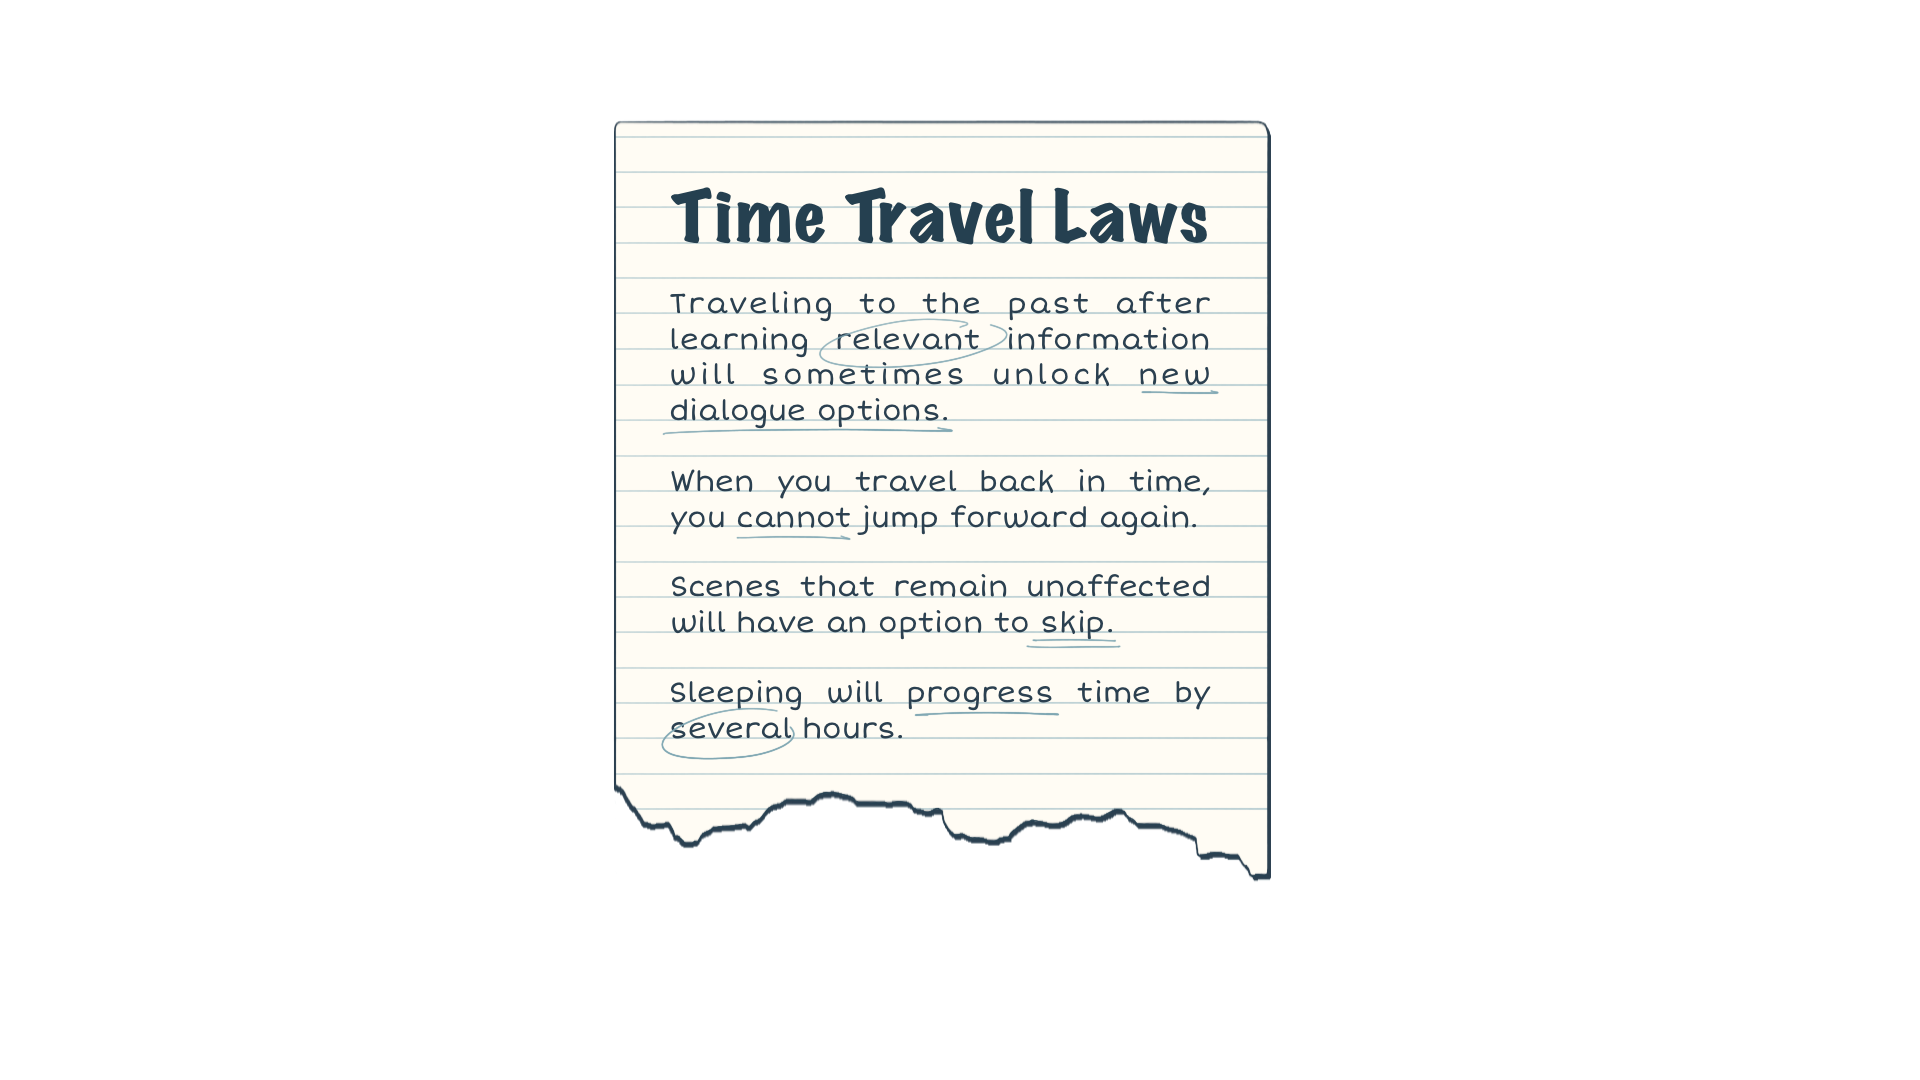 Time Travel Laws
Traveling to the past after
learning relevant information
will sometimes unlock new
dialogue options.
When you travel back in time,
you cannot jump forward again.
Scenes that remain unaffected
will have an option to skip.
Sleeping will progress time by
several hours.